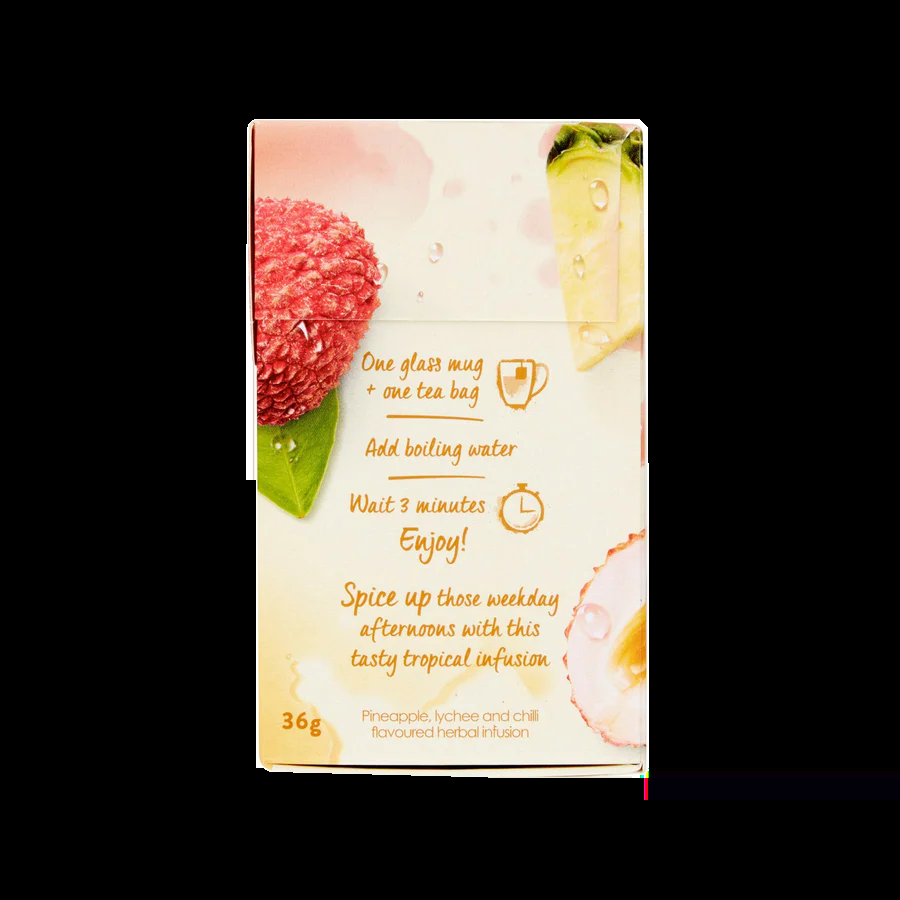 One glass mug
+ one tea bag
Add boiling water
Wait 3 minutes
Enjoy!
Spice up those weekday
afternoons with this
tasty tropical infusion
36g
Pineapple, lychee and chilli
flavoured herbal infusion